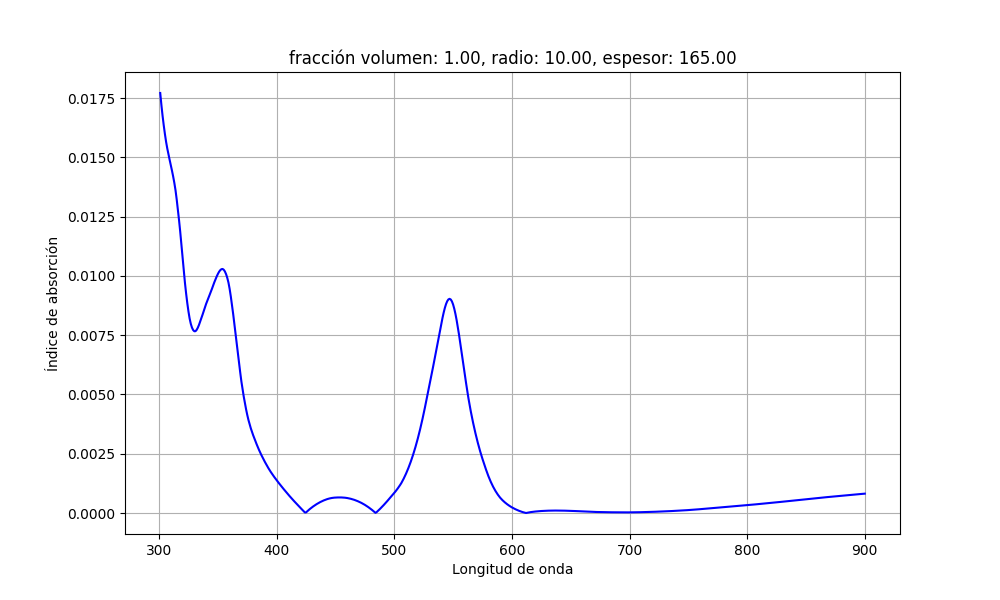 fracción volumen: 1.00, radio: 10.00, espesor: 165.00
Índice de absorción
0.0175
0.0150
0.0125
0.0100
0.0075
0.0050
0.0025
0.0000
300 400 500 600 700 800 900
Longitud de onda